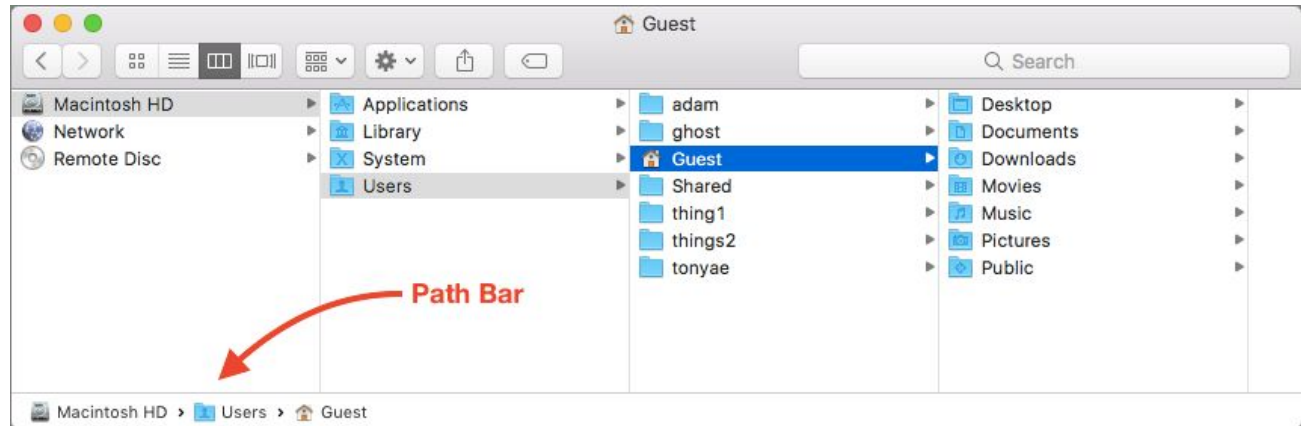 Guest
Search
Macintosh HD
Network
Remote Disc
Applications
Library
System
Users
adam
ghost
Guest
Shared
thing1
things2
tonyae
Desktop
Documents
Downloads
Movies
Music
Pictures
Public
Path Bar
Macintosh HD › Users › Guest